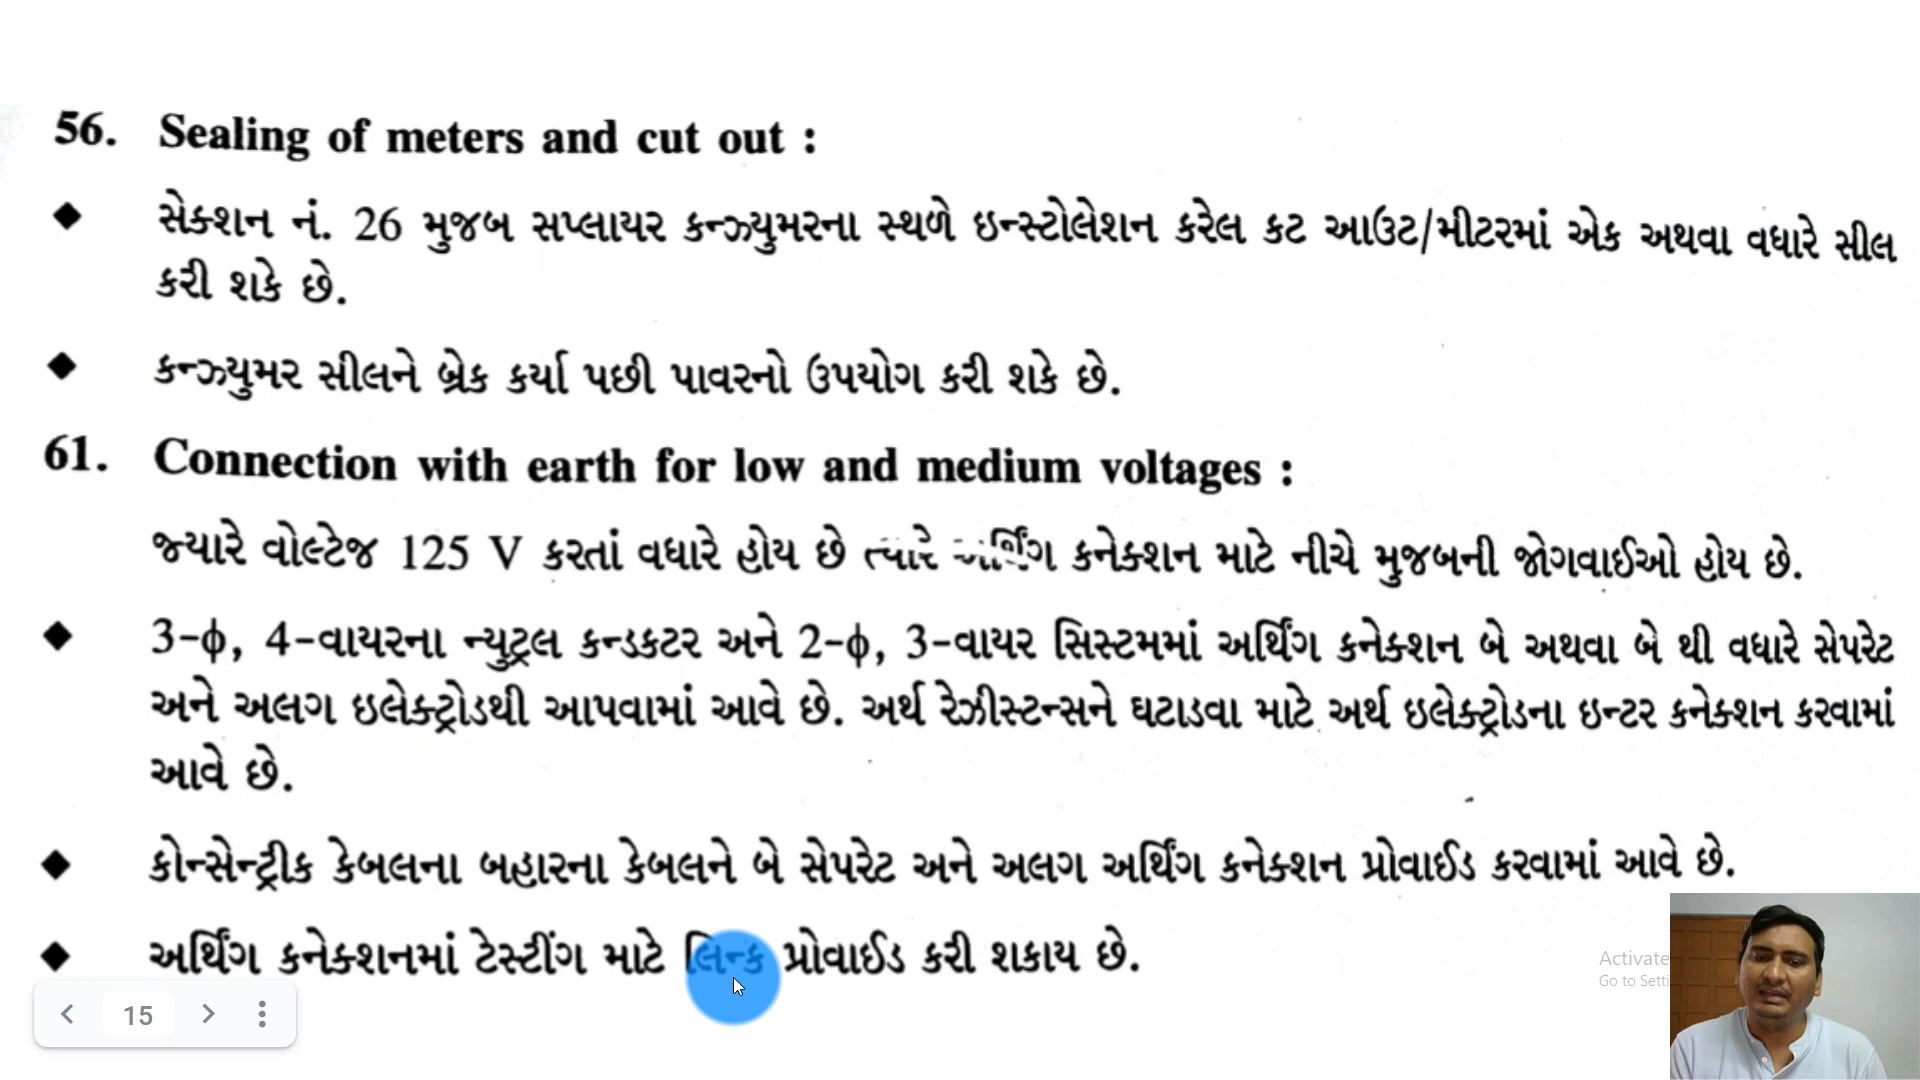 56. Sealing of meters and cut out :
◆ સેક્શન નં. 26 મુજબ સપ્લાયર કન્ઝ્યુમરના સ્થળે ઇન્સ્ટોલેશન કરેલ કટ આઉટ/મીટરમાં એક અથવા વધારે સીલ
કરી શકે છે.
◆ કન્ઝ્યુમર સીલને બ્રેક કર્યા પછી પાવરનો ઉપયોગ કરી શકે છે.
61. Connection with earth for low and medium voltages :
જ્યારે વોલ્ટેજ 125 V કરતાં વધારે હોય છે ત્યારે અર્થિંગ કનેક્શન માટે નીચે મુજબની જોગવાઈઓ હોય છે.
◆ 3-ϕ, 4-વાયરના ન્યુટ્રલ કન્ડકટર અને 2-ϕ, 3-વાયર સિસ્ટમમાં અર્થિંગ કનેક્શન બે અથવા બે થી વધારે સેપરેટ
અને અલગ ઇલેક્ટ્રોડથી આપવામાં આવે છે. અર્થ રેઝીસ્ટન્સને ઘટાડવા માટે અર્થ ઇલેક્ટ્રોડના ઇન્ટર કનેક્શન કરવામાં
આવે છે.
◆ કોન્સેન્ટ્રીક કેબલના બહારના કેબલને બે સેપરેટ અને અલગ અર્થિંગ કનેક્શન પ્રોવાઈડ કરવામાં આવે છે.
◆ અર્થિંગ કનેક્શનમાં ટેસ્ટીંગ માટે લિન્ક પ્રોવાઈડ કરી શકાય છે.
Activate
Go to Setti
15